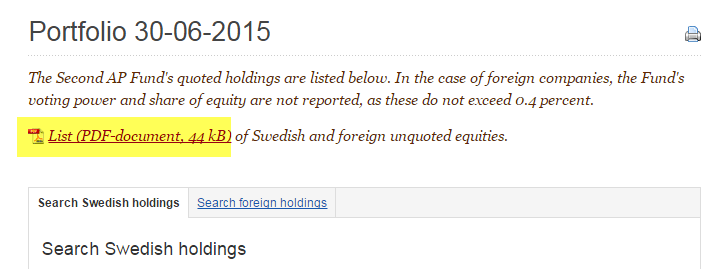 Portfolio 30-06-2015
The Second AP Fund's quoted holdings are listed below. In the case of foreign companies, the Fund's
voting power and share of equity are not reported, as these do not exceed 0.4 percent.
List (PDF-document, 44 kB) of Swedish and foreign unquoted equities.
Search Swedish holdings Search foreign holdings
Search Swedish holdings